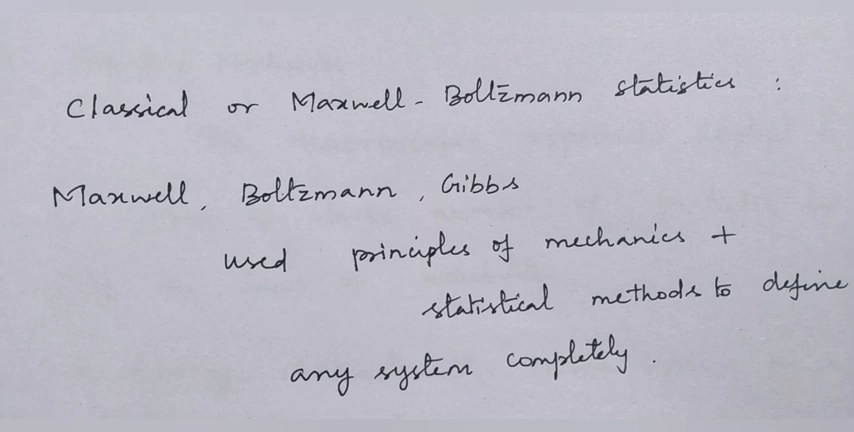 Classical or Maxwell - Boltzmann statistics :
Maxwell, Boltzmann, Gibbs
used principles of mechanics +
statistical methods to define
any system completely.